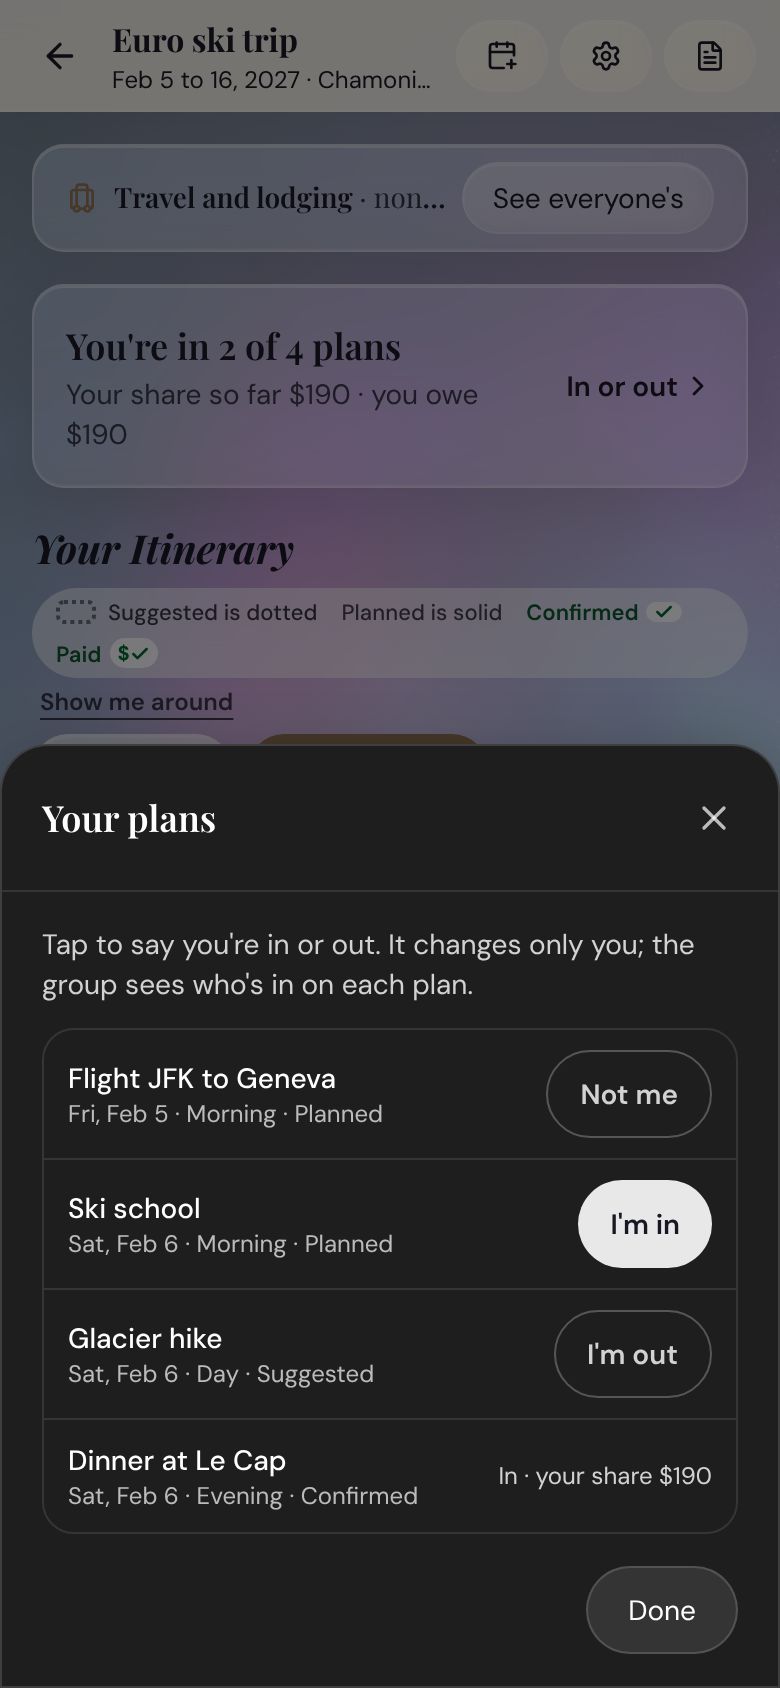 Euro ski trip
Feb 5 to 16, 2027 · Chamoni...
Travel and lodging · non...
See everyone's
You're in 2 of 4 plans
Your share so far $190 · you owe
$190
In or out
Your Itinerary
Suggested is dotted Planned is solid Confirmed ✓
Paid $✓
Show me around
Your plans
Tap to say you're in or out. It changes only you; the
group sees who's in on each plan.
Flight JFK to Geneva
Fri, Feb 5 · Morning · Planned
Not me
Ski school
Sat, Feb 6 · Morning · Planned
I'm in
Glacier hike
Sat, Feb 6 · Day · Suggested
I'm out
Dinner at Le Cap
Sat, Feb 6 · Evening · Confirmed
In · your share $190
Done